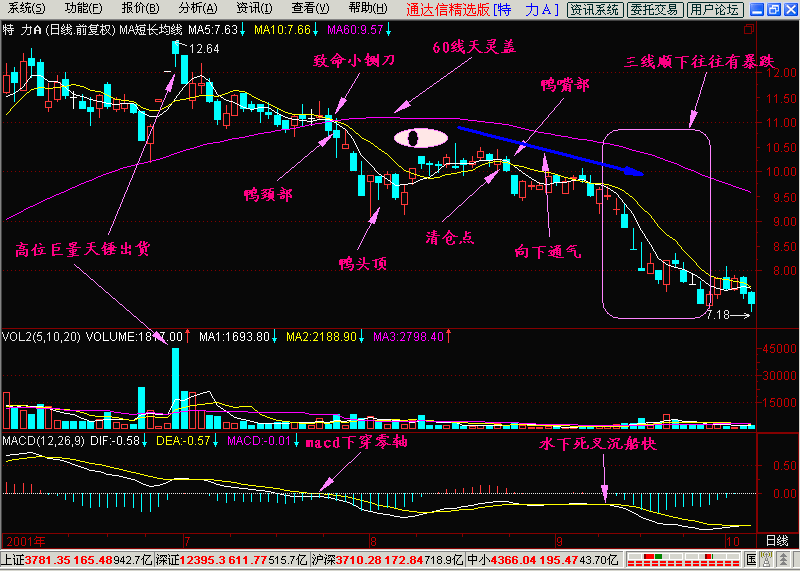 系统(S) 功能(F) 报价(B) 分析(A) 资讯(I) 查看(V) 帮助(H) 通达信精选版[特 力A] 资讯系统 委托交易 用户论坛
特 力A (日线.前复权) MA短长均线 MA5:7.63↓ MA10:7.66↓ MA60:9.57↓
12.64
60线天灵盖
致命小铡刀
三线顺下往往有暴跌
12.00
鸭嘴部
11.50
11.00
10.50
10.00
鸭颈部
9.50
9.00
清仓点
高位巨量天锤出货
向下通气
8.50
鸭头顶
8.00
7.18
VOL2(5,10,20) VOLUME:1817.00↑ MA1:1693.80↓ MA2:2188.90↓ MA3:2798.40↑
45000
30000
15000
MACD(12,26,9) DIF:-0.58↓ DEA:-0.57↓ MACD:-0.01↓
macd下穿零轴
水下死叉沉船快
0.50
0.00
2001年 7 8 9 10 日线
上证3781.35 165.48 942.7亿 深证12395.3 611.77 515.7亿 沪深3710.28 172.84 718.9亿 中小4366.04 195.47 43.70亿 国